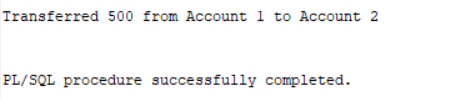 Transferred 500 from Account 1 to Account 2
PL/SQL procedure successfully completed.